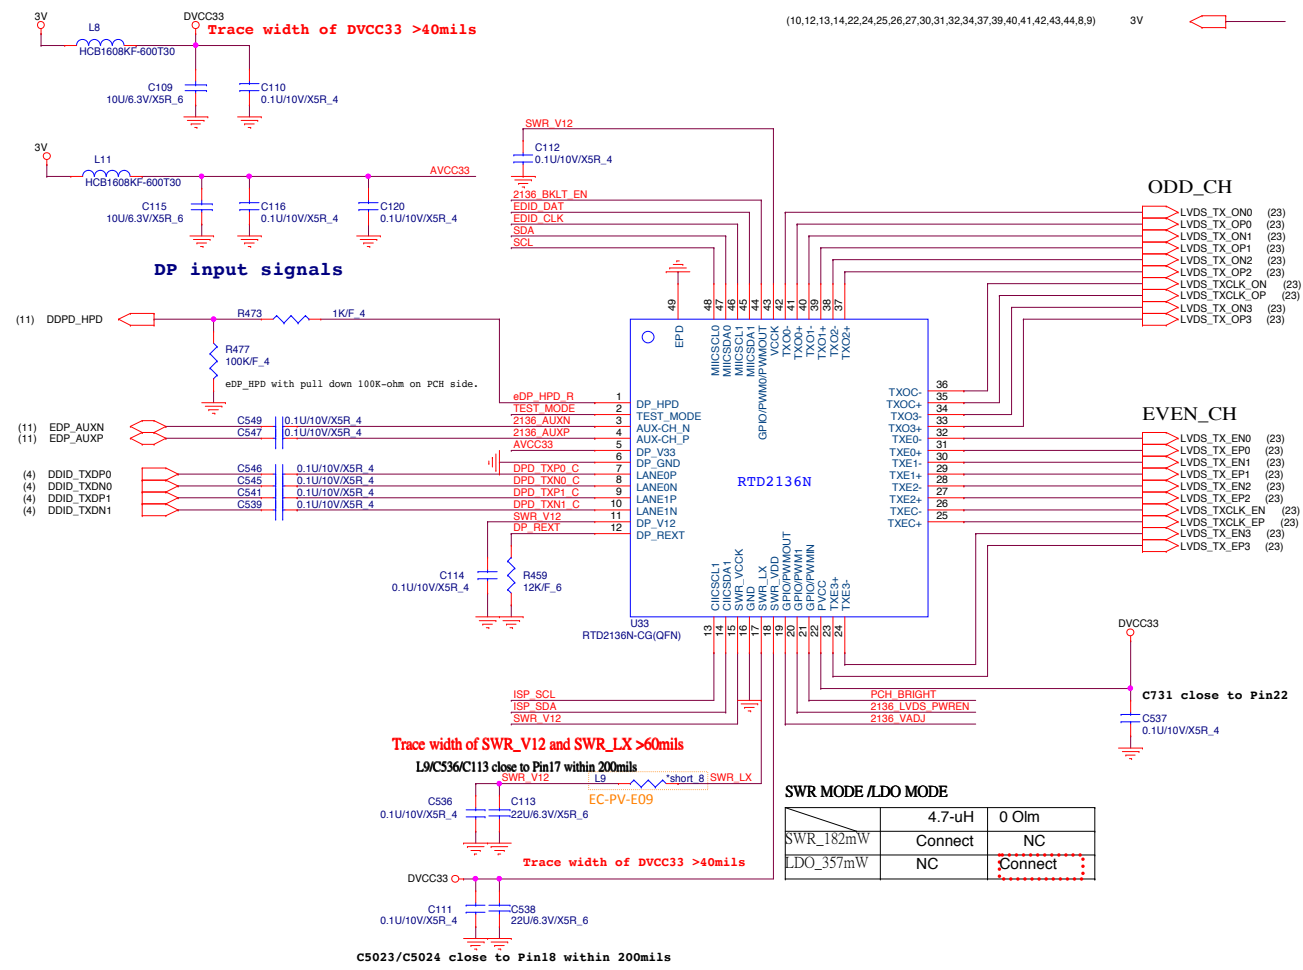 3V
L8
HCB1608KF-600T30
DVCC33
Trace width of DVCC33 >40mils
C109
10U/6.3V/X5R_6
C110
0.1U/10V/X5R_4
(10,12,13,14,22,24,25,26,27,30,31,32,34,37,39,40,41,42,43,44,8,9)
3V
3V
L11
HCB1608KF-600T30
AVCC33
C115
10U/6.3V/X5R_6
C116
0.1U/10V/X5R_4
C120
0.1U/10V/X5R_4
SWR_V12
C112
0.1U/10V/X5R_4
2136_BKLT_EN
EDID_DAT
EDID_CLK
SDA
SCL
DP input signals
(11) DDPD_HPD
R473
1K/F_4
R477
100K/F_4
eDP_HPD with pull down 100K-ohm on PCH side.
(11) EDP_AUXN
(11) EDP_AUXP
C549 0.1U/10V/X5R_4
C547 0.1U/10V/X5R_4
(4) DDID_TXDP0
(4) DDID_TXDN0
(4) DDID_TXDP1
(4) DDID_TXDN1
C546 0.1U/10V/X5R_4
C545 0.1U/10V/X5R_4
C541 0.1U/10V/X5R_4
C539 0.1U/10V/X5R_4
eDP_HPD_R 1 DP_HPD
TEST_MODE 2 TEST_MODE
2136_AUXN 3 AUX-CH_N
2136_AUXP 4 AUX-CH_P
AVCC33 5 DP_V33
6 DP_GND
DPD_TXP0_C 7 LANE0P
DPD_TXN0_C 8 LANE0N
DPD_TXP1_C 9 LANE1P
DPD_TXN1_C 10 LANE1N
SWR_V12 11 DP_V12
DP_REXT 12 DP_REXT
C114
0.1U/10V/X5R_4
R459
12K/F_6
49 EPD
48 MIICSCL0
47 MIICSDA0
46 MIICSCL1
45 MIICSDA1
44 GPIO/PWM0/PWMOUT
43 VCCK
42 TXO0-
41 TXO0+
40 TXO1-
39 TXO1+
38 TXO2-
37 TXO2+
RTD2136N
TXOC- 36
TXOC+ 35
TXO3- 34
TXO3+ 33
TXE0- 32
TXE0+ 31
TXE1- 30
TXE1+ 29
TXE2- 28
TXE2+ 27
TXEC- 26
TXEC+ 25
13 CIICSCL1
14 CIICSDA1
15 SWR_VCCK
16 GND
17 SWR_LX
18 SWR_VDD
19 GPIO/PWMOUT
20 GPIO/PWM1
21 GPIO/PWMIN
22 PVCC
23 TXE3+
24 TXE3-
U33
RTD2136N-CG(QFN)
ODD_CH
LVDS_TX_ON0 (23)
LVDS_TX_OP0 (23)
LVDS_TX_ON1 (23)
LVDS_TX_OP1 (23)
LVDS_TX_ON2 (23)
LVDS_TX_OP2 (23)
LVDS_TXCLK_ON (23)
LVDS_TXCLK_OP (23)
LVDS_TX_ON3 (23)
LVDS_TX_OP3 (23)
EVEN_CH
LVDS_TX_EN0 (23)
LVDS_TX_EP0 (23)
LVDS_TX_EN1 (23)
LVDS_TX_EP1 (23)
LVDS_TX_EN2 (23)
LVDS_TX_EP2 (23)
LVDS_TXCLK_EN (23)
LVDS_TXCLK_EP (23)
LVDS_TX_EN3 (23)
LVDS_TX_EP3 (23)
DVCC33
C731 close to Pin22
C537
0.1U/10V/X5R_4
ISP_SCL
ISP_SDA
SWR_V12
PCH_BRIGHT
2136_LVDS_PWREN
2136_VADJ
Trace width of SWR_V12 and SWR_LX >60mils
L9/C536/C113 close to Pin17 within 200mils
SWR_V12
L9
*short_8
SWR_LX
EC-PV-E09
C536
0.1U/10V/X5R_4
C113
22U/6.3V/X5R_6
Trace width of DVCC33 >40mils
DVCC33
C111
0.1U/10V/X5R_4
C538
22U/6.3V/X5R_6
C5023/C5024 close to Pin18 within 200mils
SWR MODE /LDO MODE
4.7-uH 0 Olm
SWR_182mW Connect NC
LDO_357mW NC Connect